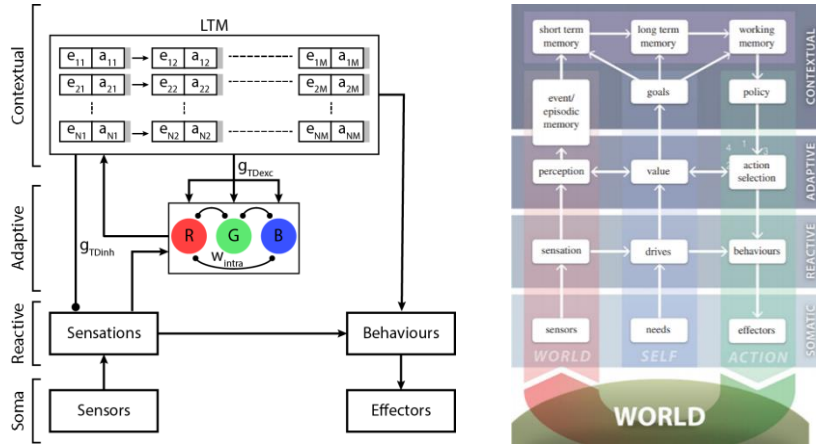 LTM
Contextual
e11 a11 e12 a12 e1M a1M
e21 a21 e22 a22 e2M a2M
eN1 aN1 eN2 aN2 eNM aNM
gTDexc
Adaptive
R G B
wintra
gTDinh
Reactive
Sensations
Behaviours
Soma
Sensors
Effectors
short term
memory
long term
memory
working
memory
CONTEXTUAL
event/
episodic
memory
goals
policy
4 1 3
perception
value
action
selection
ADAPTIVE
sensation
drives
behaviours
REACTIVE
sensors
needs
effectors
SOMATIC
WORLD
SELF
ACTION
WORLD